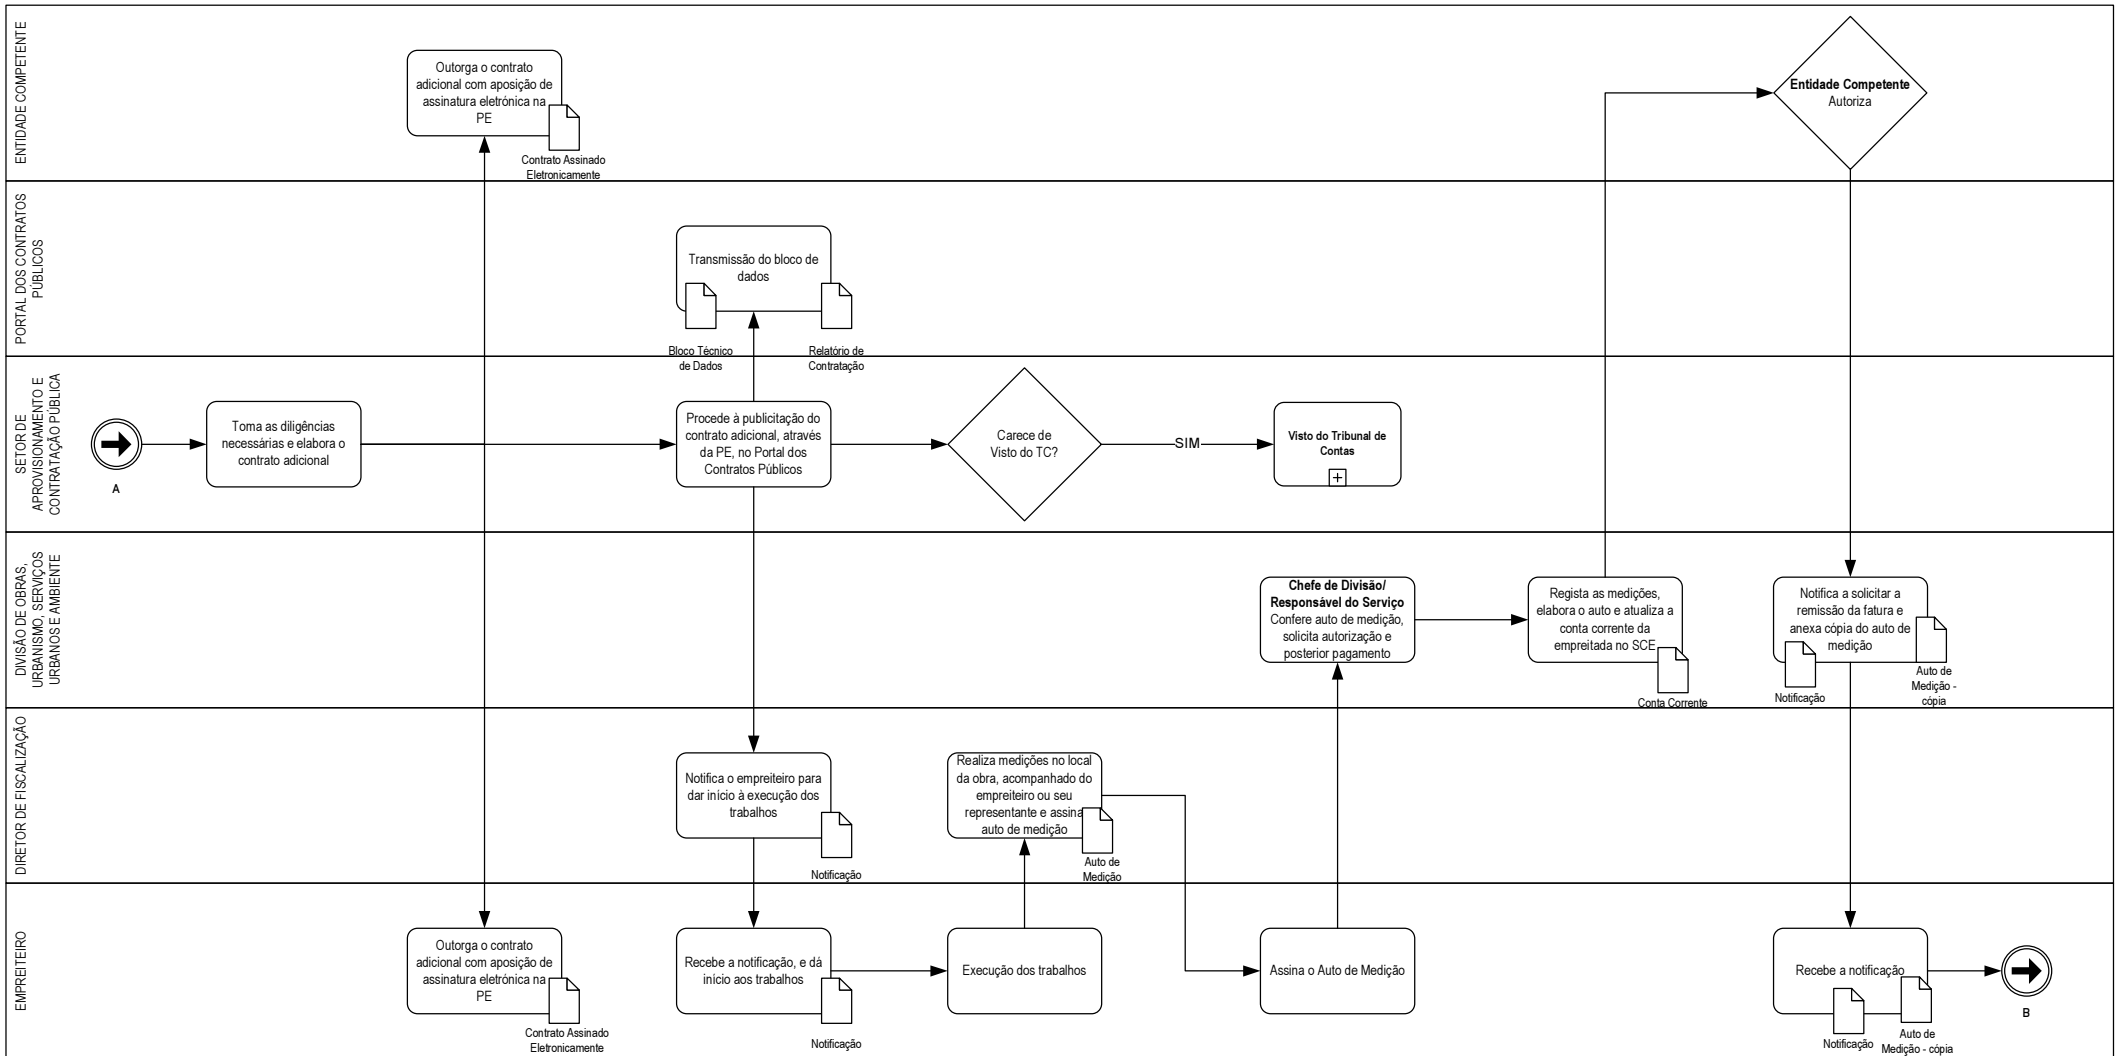 ENTIDADE COMPETENTE
Outorga o contrato
adicional com aposição de
assinatura eletrónica na
PE
Contrato Assinado
Eletronicamente
Entidade Competente
Autoriza
PORTAL DOS CONTRATOS
PÚBLICOS
Transmissão do bloco de
dados
Bloco Técnico
de Dados
Relatório de
Contratação
SETOR DE
APROVISIONAMENTO E
CONTRATAÇÃO PÚBLICA
A
Toma as diligências
necessárias e elabora o
contrato adicional
Procede à publicitação do
contrato adicional, através
da PE, no Portal dos
Contratos Públicos
Carece de
Visto do TC?
SIM
Visto do Tribunal de
Contas
DIVISÃO DE OBRAS,
URBANISMO, SERVIÇOS
URBANOS E AMBIENTE
Chefe de Divisão/
Responsável do Serviço
Confere auto de medição,
solicita autorização e
posterior pagamento
Regista as medições,
elabora o auto e atualiza a
conta corrente da
empreitada no SCE
Conta Corrente
Notifica a solicitar a
remissão da fatura e
anexa cópia do auto de
medição
Notificação
Auto de
Medição -
cópia
DIRETOR DE FISCALIZAÇÃO
Notifica o empreiteiro para
dar início à execução dos
trabalhos
Notificação
Realiza medições no local
da obra, acompanhado do
empreiteiro ou seu
representante e assina
auto de medição
Auto de
Medição
EMPREITEIRO
Outorga o contrato
adicional com aposição de
assinatura eletrónica na
PE
Contrato Assinado
Eletronicamente
Recebe a notificação, e dá
início aos trabalhos
Notificação
Execução dos trabalhos
Assina o Auto de Medição
Recebe a notificação
Notificação
Auto de
Medição - cópia
B